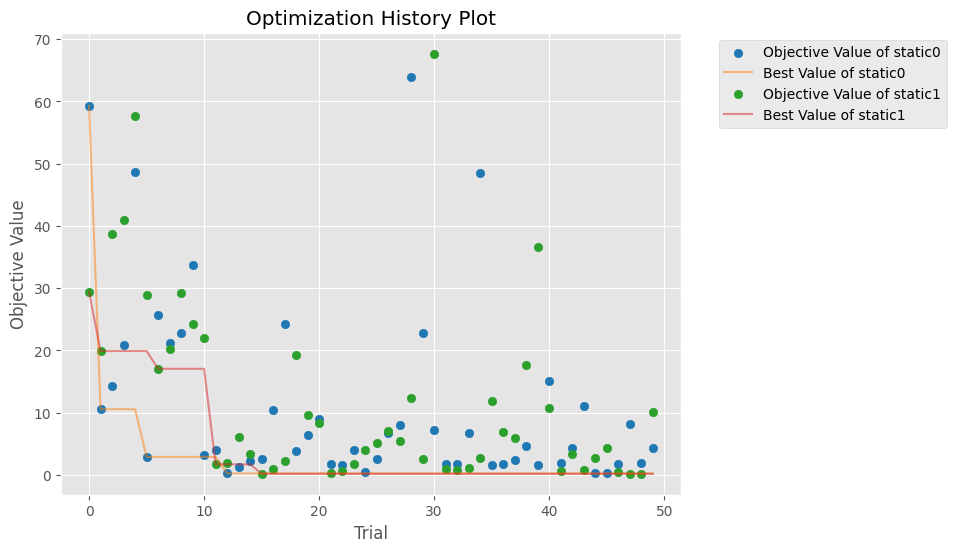 Optimization History Plot
Objective Value of static0
Best Value of static0
Objective Value of static1
Best Value of static1
Objective Value
70
60
50
40
30
20
10
0
0 10 20 30 40 50
Trial